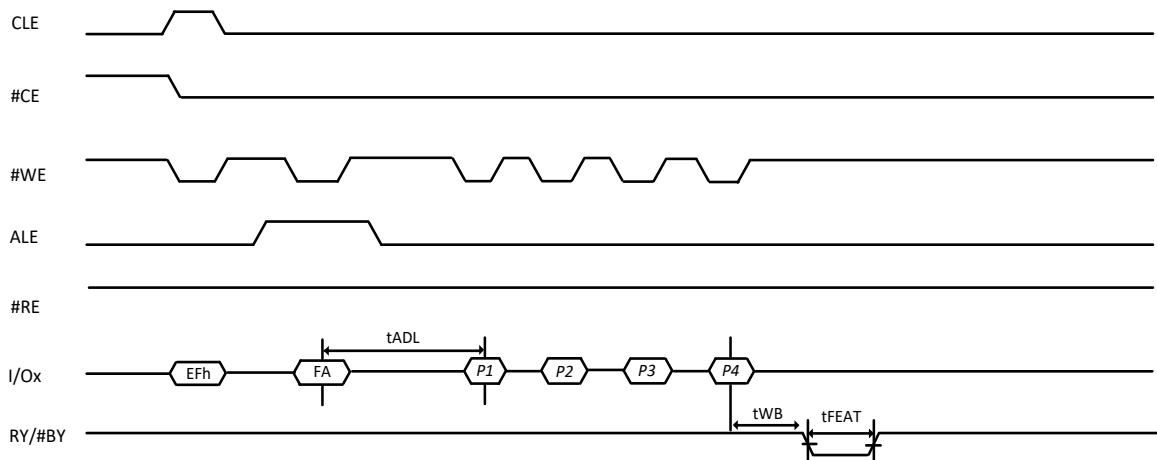 CLE
#CE
#WE
ALE
#RE
tADL
I/Ox EFh FA P1 P2 P3 P4
tWB tFEAT
RY/#BY